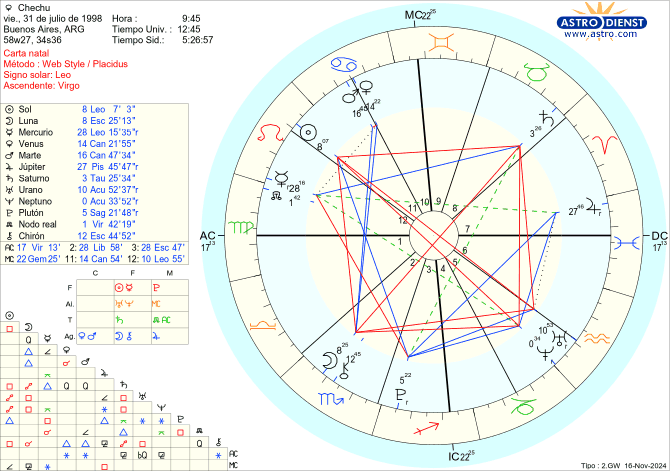 Chechu
vie., 31 de julio de 1998 Hora : 9:45
Buenos Aires, ARG Tiempo Univ. : 12:45
58w27, 34s36 Tiempo Sid.: 5:26:57
Carta natal
Método : Web Style / Placidus
Signo solar: Leo
Ascendente: Virgo
ASTRO DIENST
www.astro.com
Sol 8 Leo 7' 3"
Luna 8 Esc 25'13"
Mercurio 28 Leo 15'35"r
Venus 14 Can 21'55"
Marte 16 Can 47'34"
Júpiter 27 Pis 45'47"r
Saturno 3 Tau 25'34"
Urano 10 Acu 52'37"r
Neptuno 0 Acu 33'52"r
Plutón 5 Sag 21'48"r
Nodo real 1 Vir 42'19"
Quirón 12 Esc 44'52"
AC 17 Vir 13' 2: 28 Lib 58' 3: 28 Esc 47'
MC 22 Gem 25' 11: 14 Can 54' 12: 10 Leo 55'
C F M
F
Ai.
MC
T
AC
Ag.
AC
MC
MC 22 25
16 45
14 22
8 07
28 16
1 42
3 26
27 46 r
AC
17 13
DC
17 13
10 53
0 34
8 25
12 45
5 22
r
IC 22 25
1
2
3
4
5
6
7
8
9
10
11
12
Tipo : 2.GW 16-Nov-2024